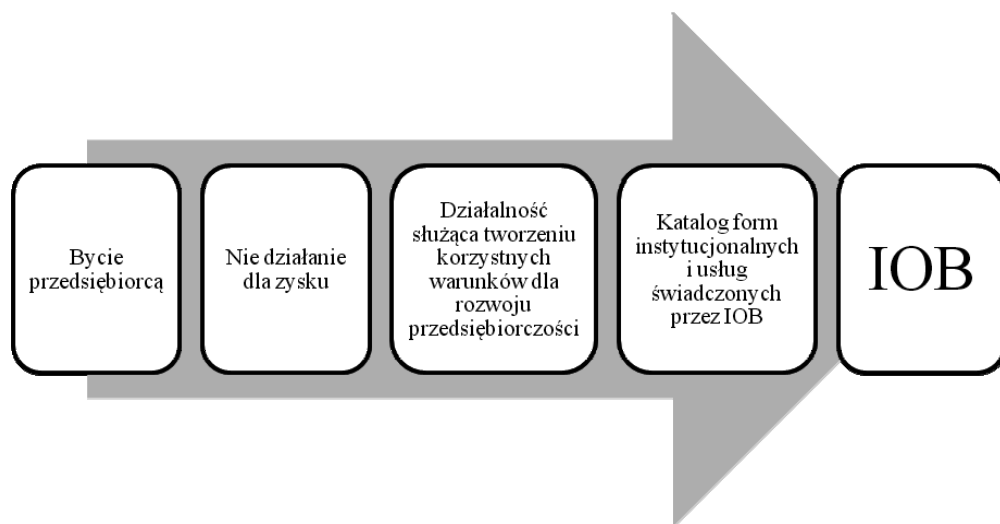 Bycie
przedsiębiorcą
Nie działanie
dla zysku
Działalność
służąca tworzeniu
korzystnych
warunków dla
rozwoju
przedsiębiorczości
Katalog form
instytucjonalnych
i usług
świadczonych
przez IOB
IOB